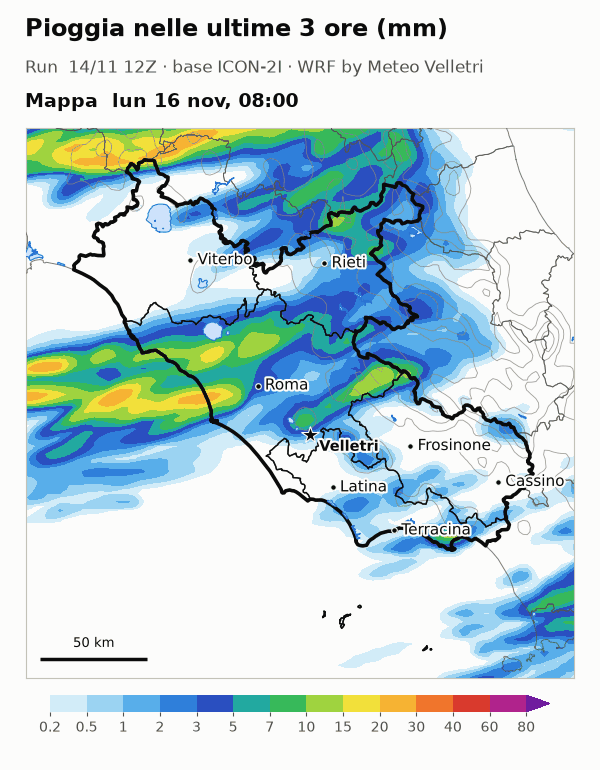 Pioggia nelle ultime 3 ore (mm)
Run  14/11 12Z · base ICON-2I · WRF by Meteo Velletri
Mappa  lun 16 nov, 08:00
Viterbo
Rieti
Roma
Velletri
Frosinone
Latina
Cassino
Terracina
50 km
0.2 0.5 1 2 3 5 7 10 15 20 30 40 60 80